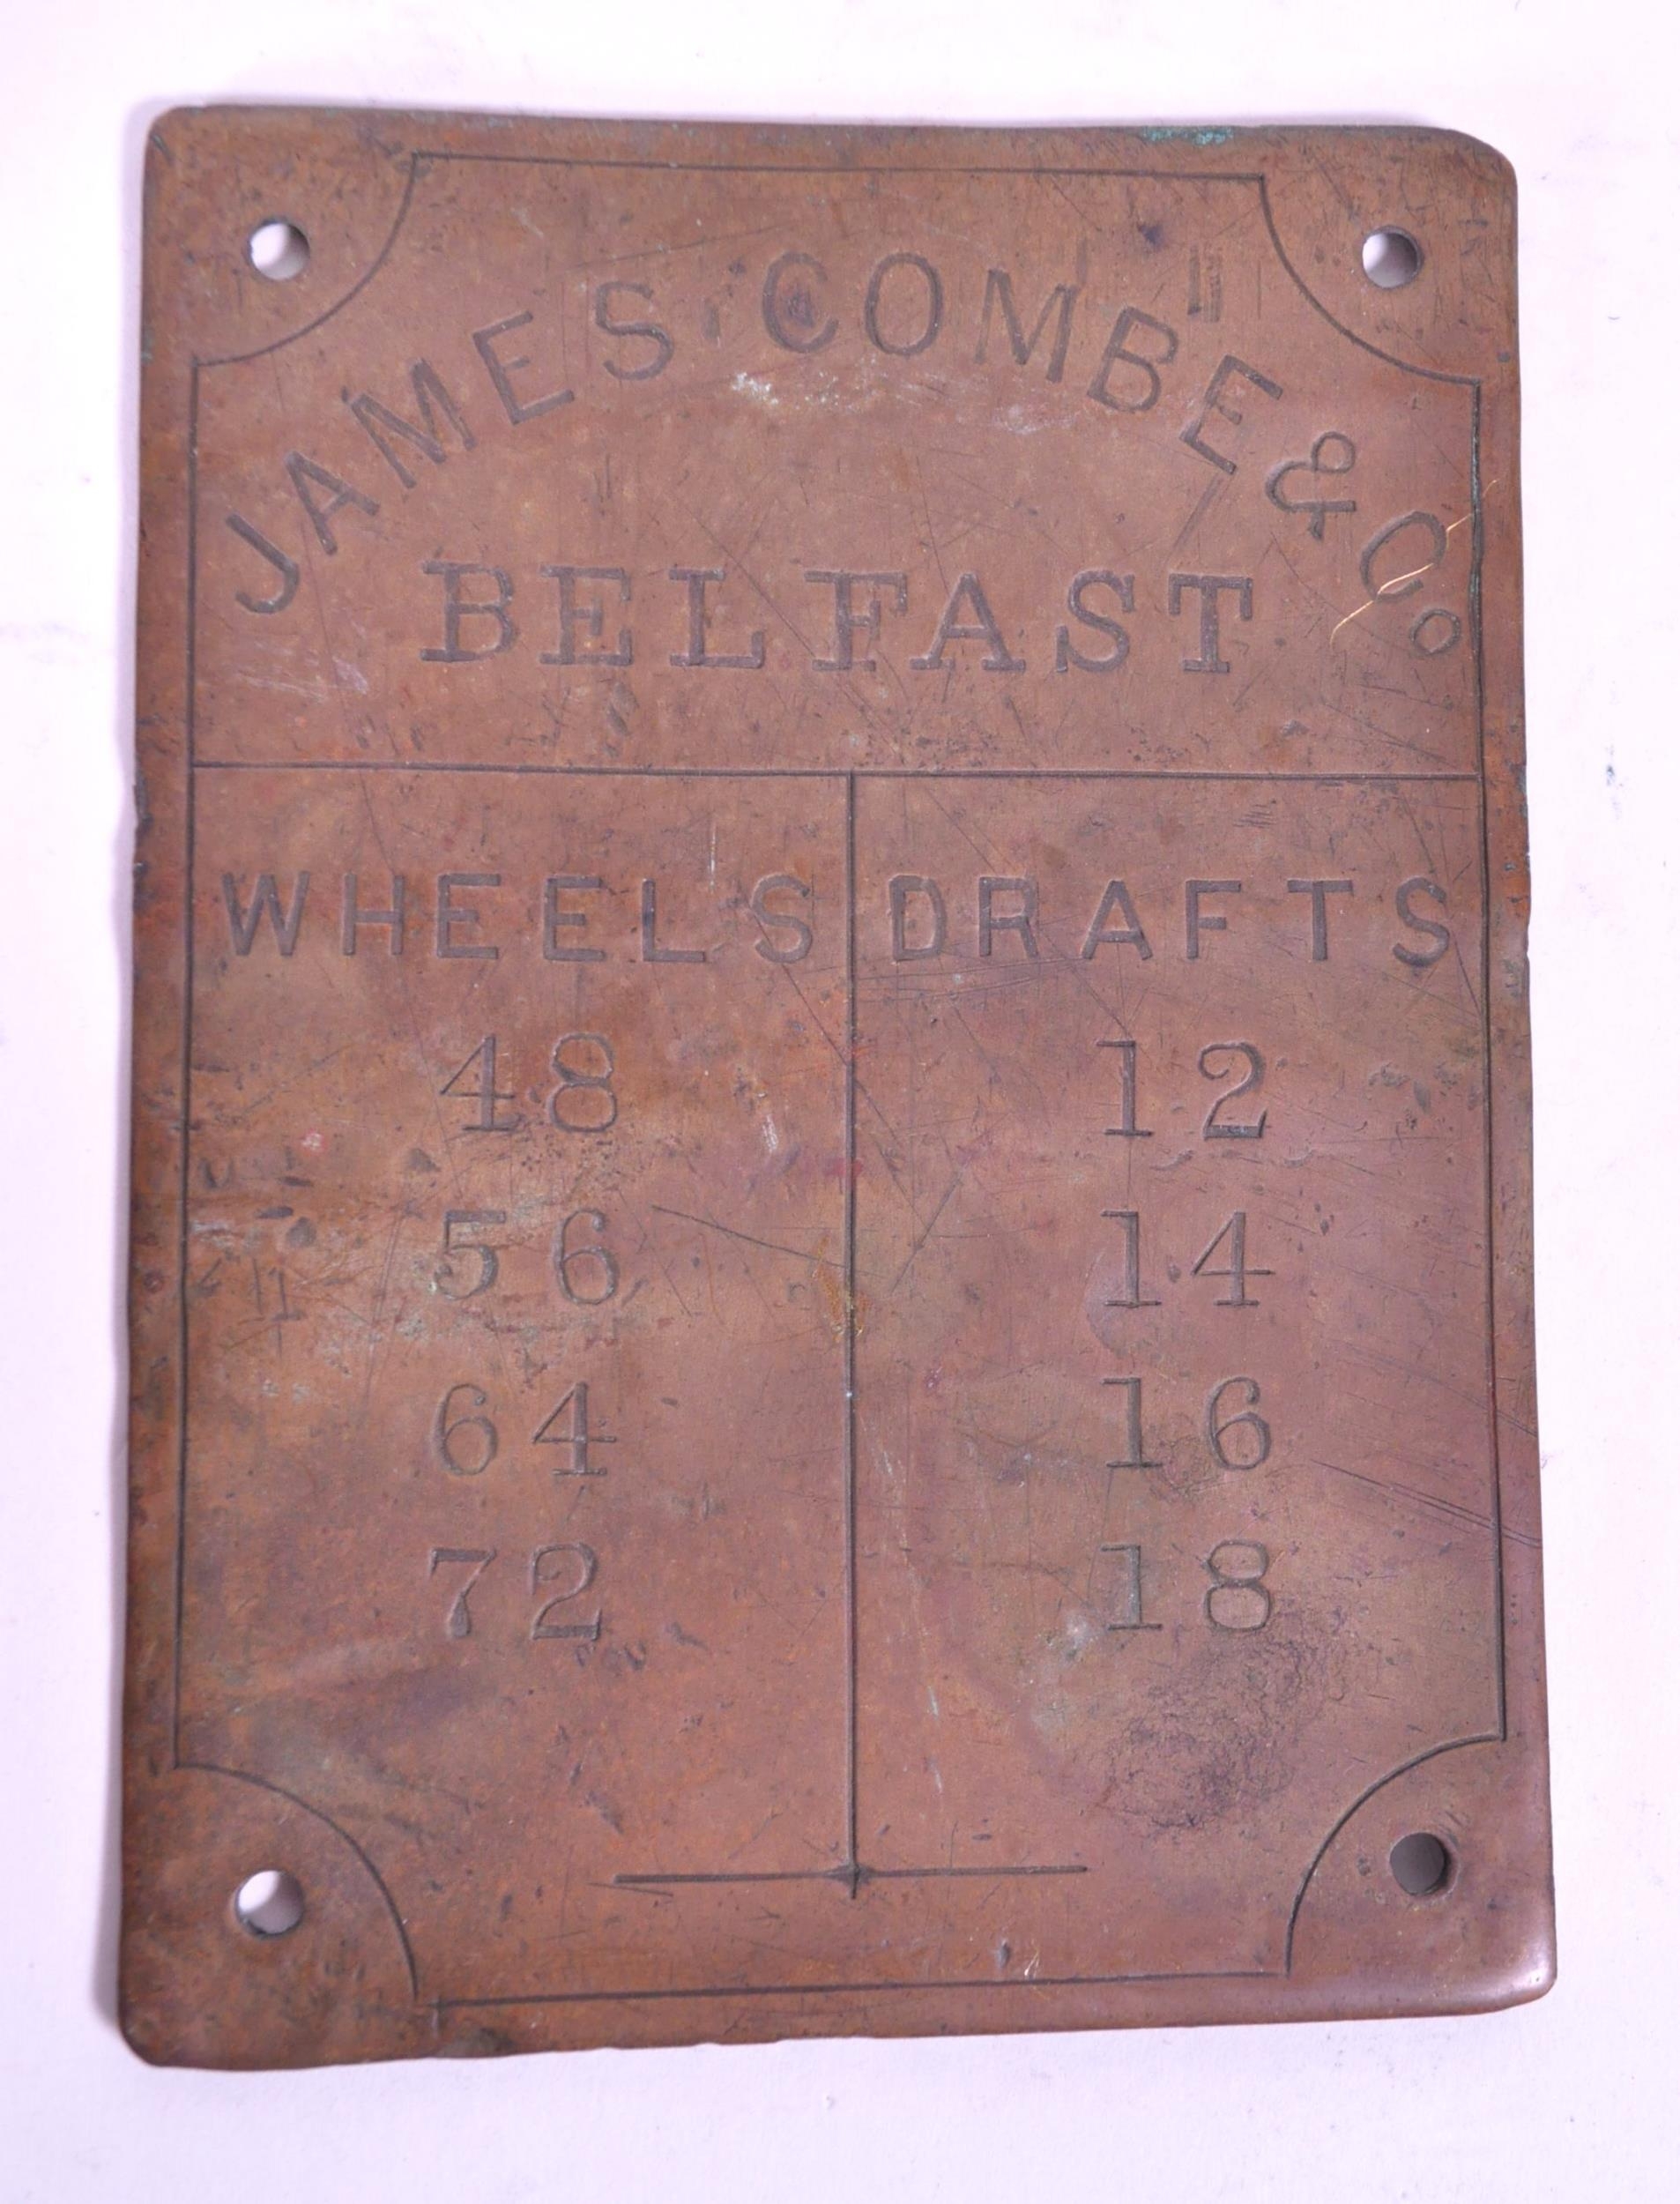 JAMES COMBE & Co
BELFAST
WHEELS DRAFTS
48 12
56 14
64 16
72 18